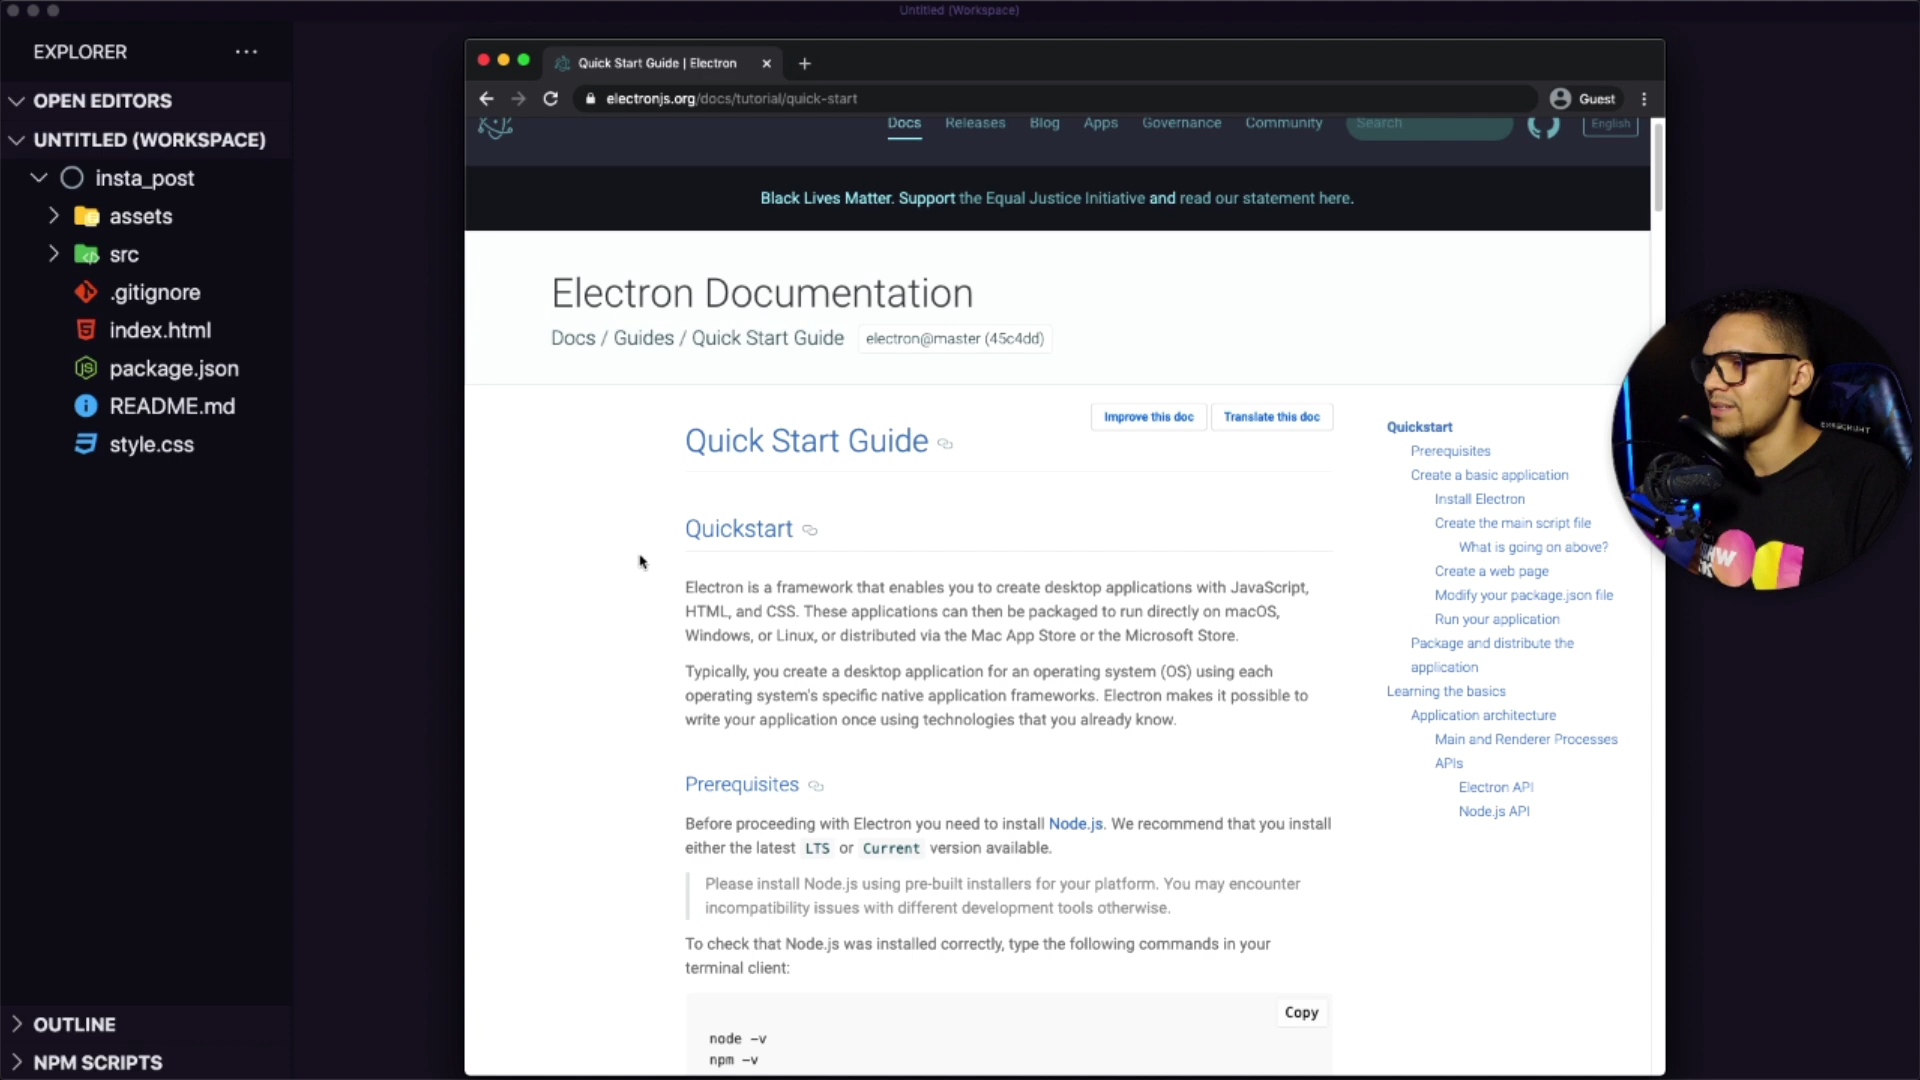 Untitled (Workspace)
EXPLORER
OPEN EDITORS
UNTITLED (WORKSPACE)
insta_post
assets
src
.gitignore
index.html
package.json
README.md
style.css
OUTLINE
NPM SCRIPTS
Quick Start Guide | Electron
electronjs.org/docs/tutorial/quick-start
Guest
Docs Releases Blog Apps Governance Community Search English
Black Lives Matter. Support the Equal Justice Initiative and read our statement here.
Electron Documentation
Docs / Guides / Quick Start Guide electron@master (45c4dd)
Improve this doc Translate this doc
Quick Start Guide
Quickstart
Electron is a framework that enables you to create desktop applications with JavaScript,
HTML, and CSS. These applications can then be packaged to run directly on macOS,
Windows, or Linux, or distributed via the Mac App Store or the Microsoft Store.
Typically, you create a desktop application for an operating system (OS) using each
operating system's specific native application frameworks. Electron makes it possible to
write your application once using technologies that you already know.
Prerequisites
Before proceeding with Electron you need to install Node.js. We recommend that you install
either the latest LTS or Current version available.
Please install Node.js using pre-built installers for your platform. You may encounter
incompatibility issues with different development tools otherwise.
To check that Node.js was installed correctly, type the following commands in your
terminal client:
Copy
node -v
npm -v
Quickstart
Prerequisites
Create a basic application
Install Electron
Create the main script file
What is going on above?
Create a web page
Modify your package.json file
Run your application
Package and distribute the
application
Learning the basics
Application architecture
Main and Renderer Processes
APIs
Electron API
Node.js API